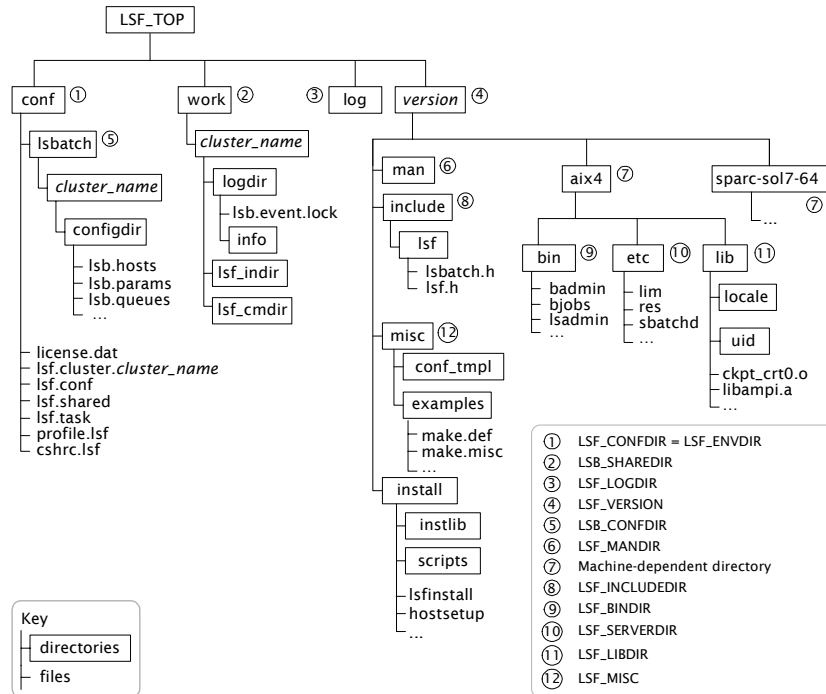 LSF_TOP
conf ①
work ②
③ log
version ④
lsbatch ⑤
cluster_name
configdir
lsb.hosts
lsb.params
lsb.queues
...
license.dat
lsf.cluster.cluster_name
lsf.conf
lsf.shared
lsf.task
profile.lsf
cshrc.lsf
cluster_name
logdir
lsb.event.lock
info
lsf_indir
lsf_cmdir
man ⑥
include ⑧
lsf
lsbatch.h
lsf.h
misc ⑫
conf_tmpl
examples
make.def
make.misc
...
install
instlib
scripts
lsfinstall
hostsetup
...
aix4 ⑦
bin ⑨
badmin
bjobs
lsadmin
...
etc ⑩
lim
res
sbatchd
...
lib ⑪
locale
uid
ckpt_crt0.o
libampi.a
...
sparc-sol7-64
⑦
...
Key
directories
files
① LSF_CONFDIR = LSF_ENVDIR
② LSB_SHAREDIR
③ LSF_LOGDIR
④ LSF_VERSION
⑤ LSB_CONFDIR
⑥ LSF_MANDIR
⑦ Machine-dependent directory
⑧ LSF_INCLUDEDIR
⑨ LSF_BINDIR
⑩ LSF_SERVERDIR
⑪ LSF_LIBDIR
⑫ LSF_MISC